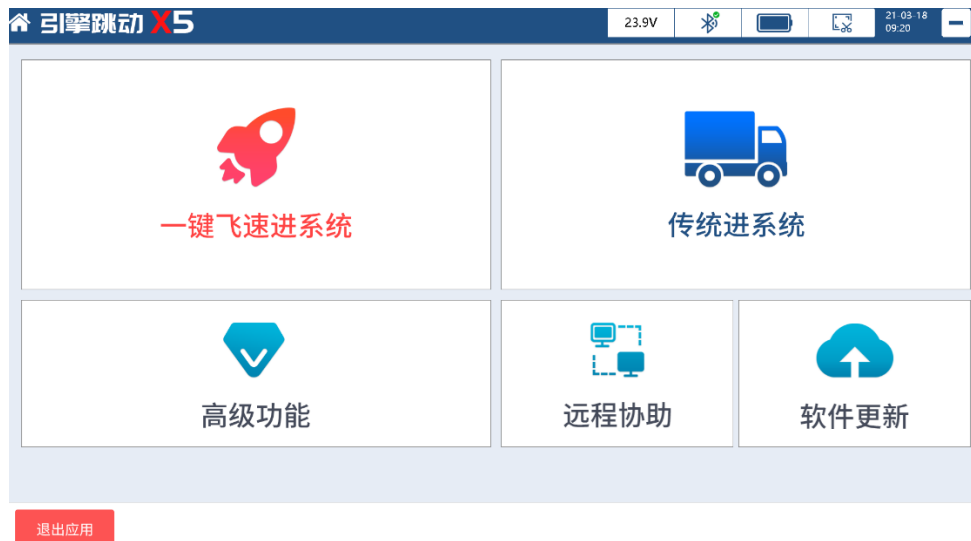 引擎跳动 X5
23.9V
21-03-18
09:20
一键飞速进系统
传统进系统
高级功能
远程协助
软件更新
退出应用